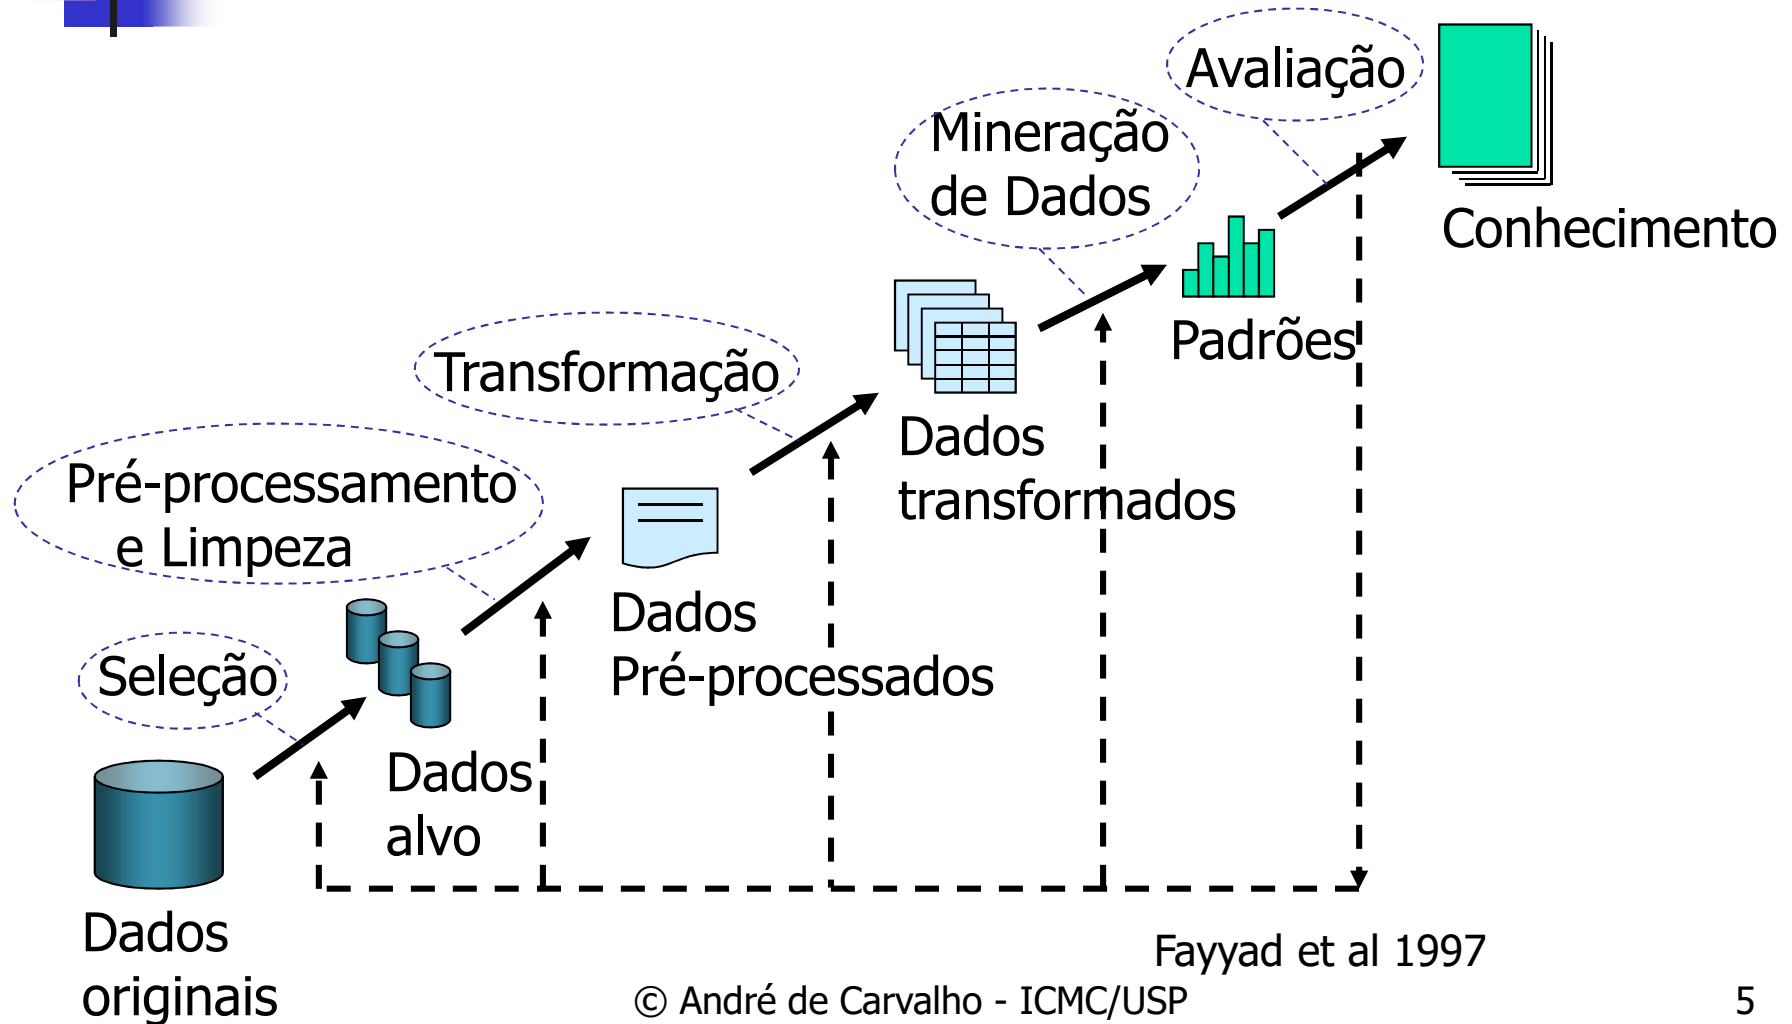 Avaliação
Mineração
de Dados
Conhecimento
Padrões
Transformação
Dados
transformados
Pré-processamento
e Limpeza
Dados
Pré-processados
Seleção
Dados
alvo
Dados
originais
Fayyad et al 1997
© André de Carvalho - ICMC/USP
5